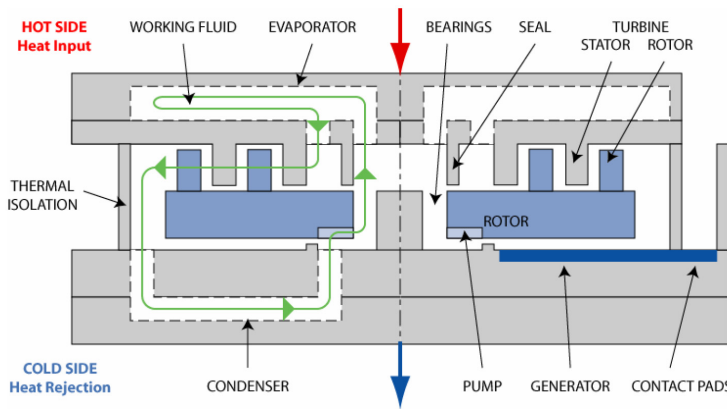 HOT SIDE
Heat Input
WORKING FLUID
EVAPORATOR
BEARINGS
SEAL
TURBINE
STATOR
ROTOR
THERMAL
ISOLATION
ROTOR
COLD SIDE
Heat Rejection
CONDENSER
PUMP
GENERATOR
CONTACT PADS